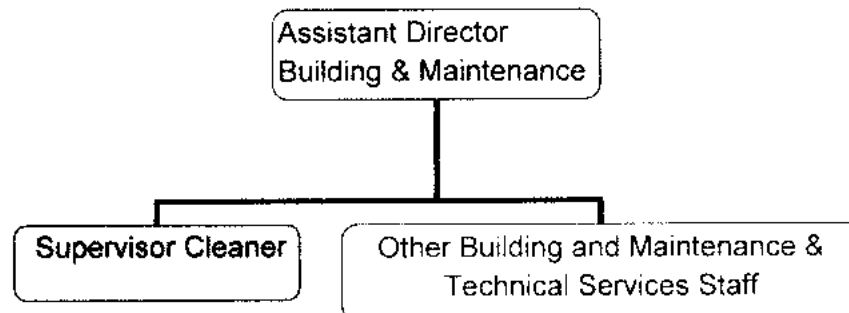 Assistant Director
Building & Maintenance
Supervisor Cleaner
Other Building and Maintenance &
Technical Services Staff